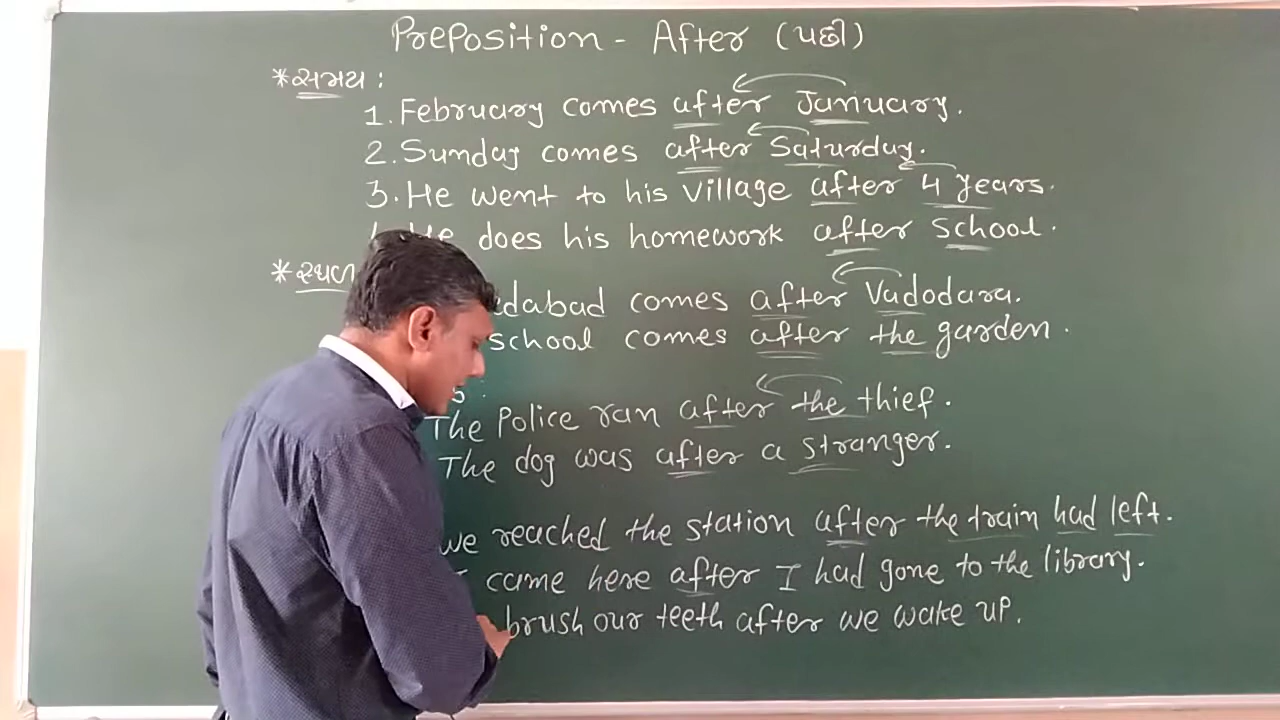 Preposition - After (પછી)
*સમય :
1. February comes after January.
2. Sunday comes after Saturday.
3. He went to his village after 4 years.
He does his homework after school.
*સ્થળ
dabad comes after Vadodara.
school comes after the garden.
The Police ran after the thief.
The dog was after a stranger.
we reached the station after the train had left.
I came here after I had gone to the library.
brush our teeth after we wake up.